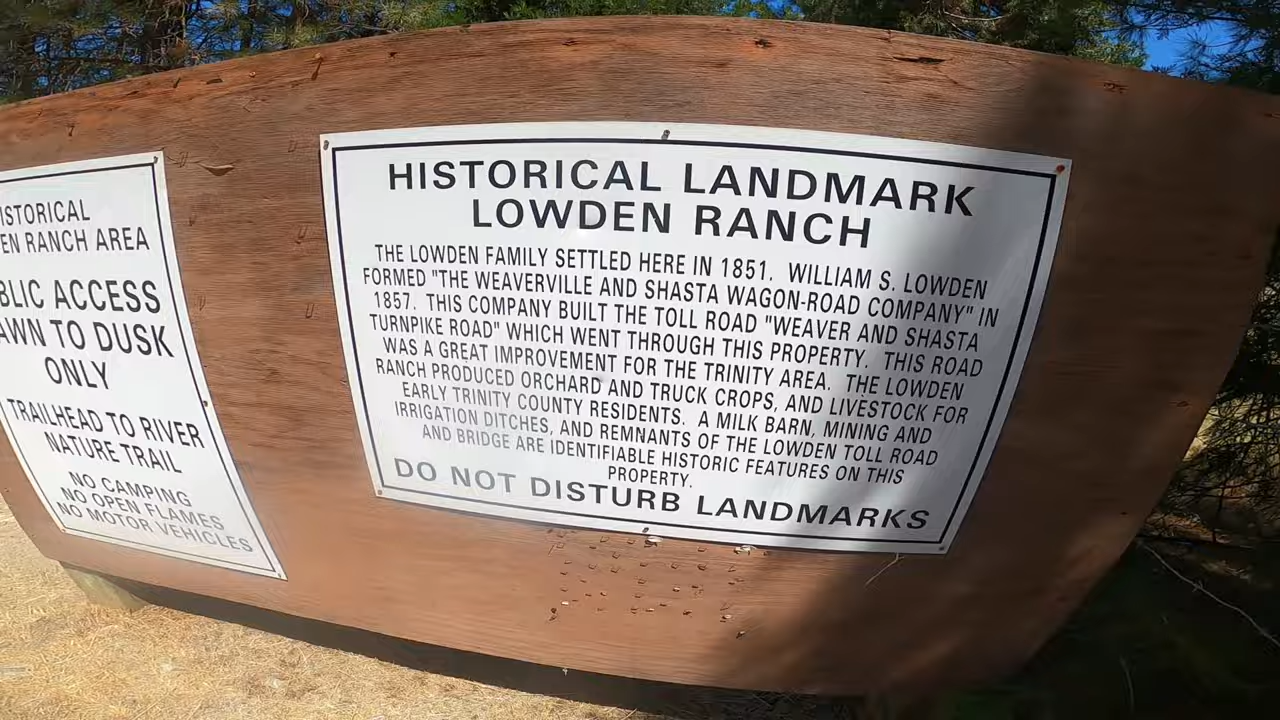 ISTORICAL
EN RANCH AREA
BLIC ACCESS
AWN TO DUSK
ONLY
TRAILHEAD TO RIVER
NATURE TRAIL
NO CAMPING
NO OPEN FLAMES
NO MOTOR VEHICLES
HISTORICAL LANDMARK
LOWDEN RANCH
THE LOWDEN FAMILY SETTLED HERE IN 1851. WILLIAM S. LOWDEN
FORMED "THE WEAVERVILLE AND SHASTA WAGON-ROAD COMPANY" IN
1857. THIS COMPANY BUILT THE TOLL ROAD "WEAVER AND SHASTA
TURNPIKE ROAD" WHICH WENT THROUGH THIS PROPERTY. THIS ROAD
WAS A GREAT IMPROVEMENT FOR THE TRINITY AREA. THE LOWDEN
RANCH PRODUCED ORCHARD AND TRUCK CROPS, AND LIVESTOCK FOR
EARLY TRINITY COUNTY RESIDENTS. A MILK BARN, MINING AND
IRRIGATION DITCHES, AND REMNANTS OF THE LOWDEN TOLL ROAD
AND BRIDGE ARE IDENTIFIABLE HISTORIC FEATURES ON THIS
PROPERTY.
DO NOT DISTURB LANDMARKS